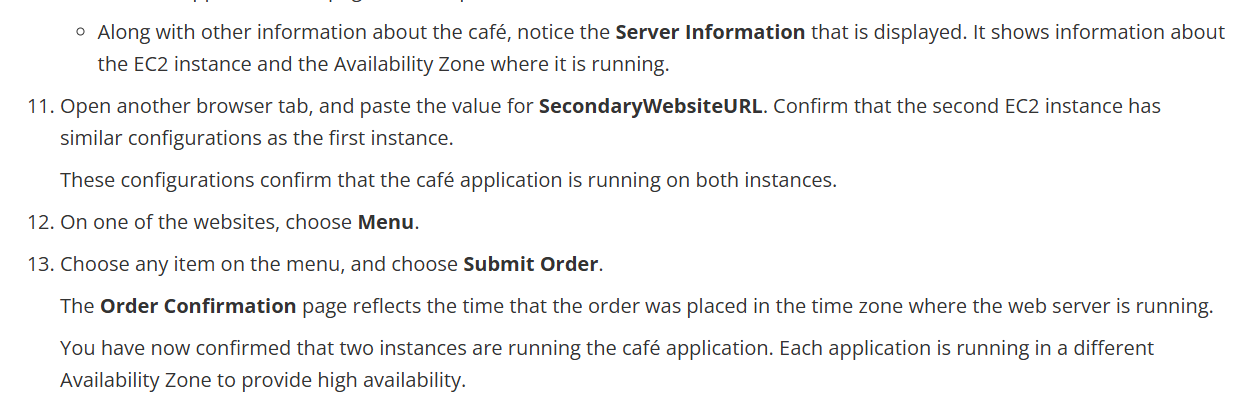 Along with other information about the café, notice the Server Information that is displayed. It shows information about
the EC2 instance and the Availability Zone where it is running.
11. Open another browser tab, and paste the value for SecondaryWebsiteURL. Confirm that the second EC2 instance has
similar configurations as the first instance.
These configurations confirm that the café application is running on both instances.
12. On one of the websites, choose Menu.
13. Choose any item on the menu, and choose Submit Order.
The Order Confirmation page reflects the time that the order was placed in the time zone where the web server is running.
You have now confirmed that two instances are running the café application. Each application is running in a different
Availability Zone to provide high availability.